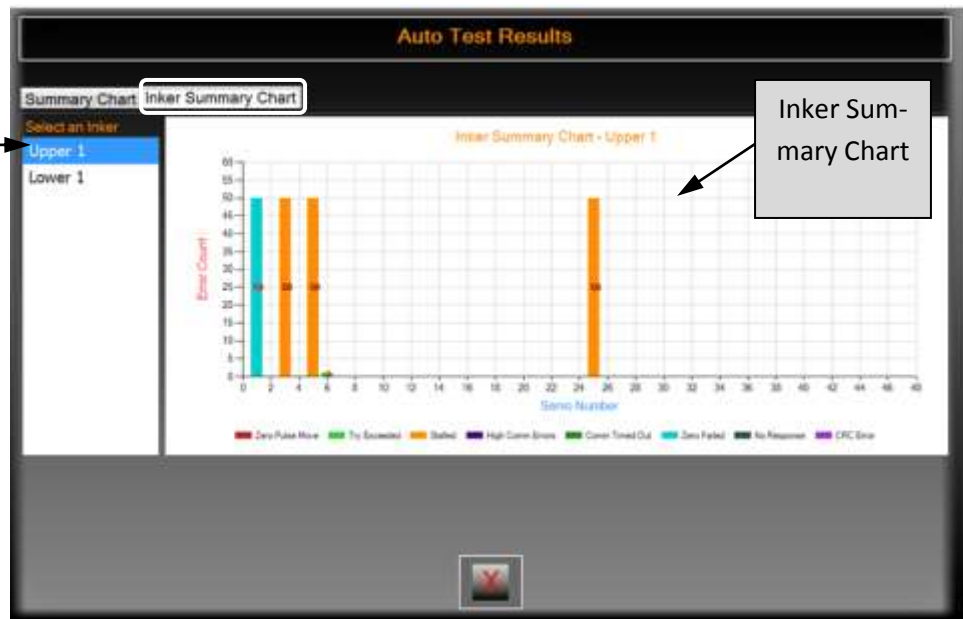 Auto Test Results
Summary Chart
Inker Summary Chart
Select an Inker
Upper 1
Lower 1
Inker Summary Chart - Upper 1
Inker Sum-
mary Chart
Error Count
60
55
50
45
40
35
30
25
20
15
10
5
0
50
50
50
50
0 2 4 6 8 10 12 14 16 18 20 22 24 26 28 30 32 34 36 38 40 42 44 46 48
Servo Number
Zero Pulse Move Try Exceeded Stalled High Comm Errors Comm Timed Out Zero Failed No Response CRC Error
X